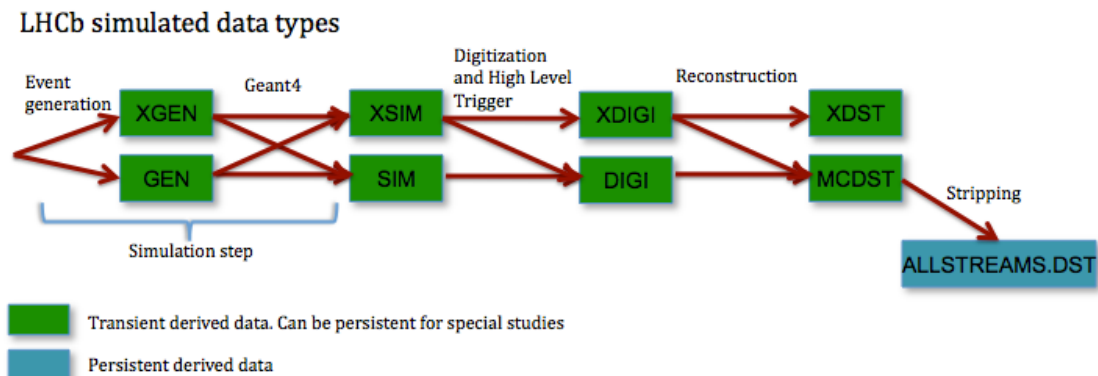 LHCb simulated data types
Event
generation
Geant4
Digitization
and High Level
Trigger
Reconstruction
XGEN
XSIM
XDIGI
XDST
GEN
SIM
DIGI
MCDST
Stripping
Simulation step
ALLSTREAMS.DST
Transient derived data. Can be persistent for special studies
Persistent derived data